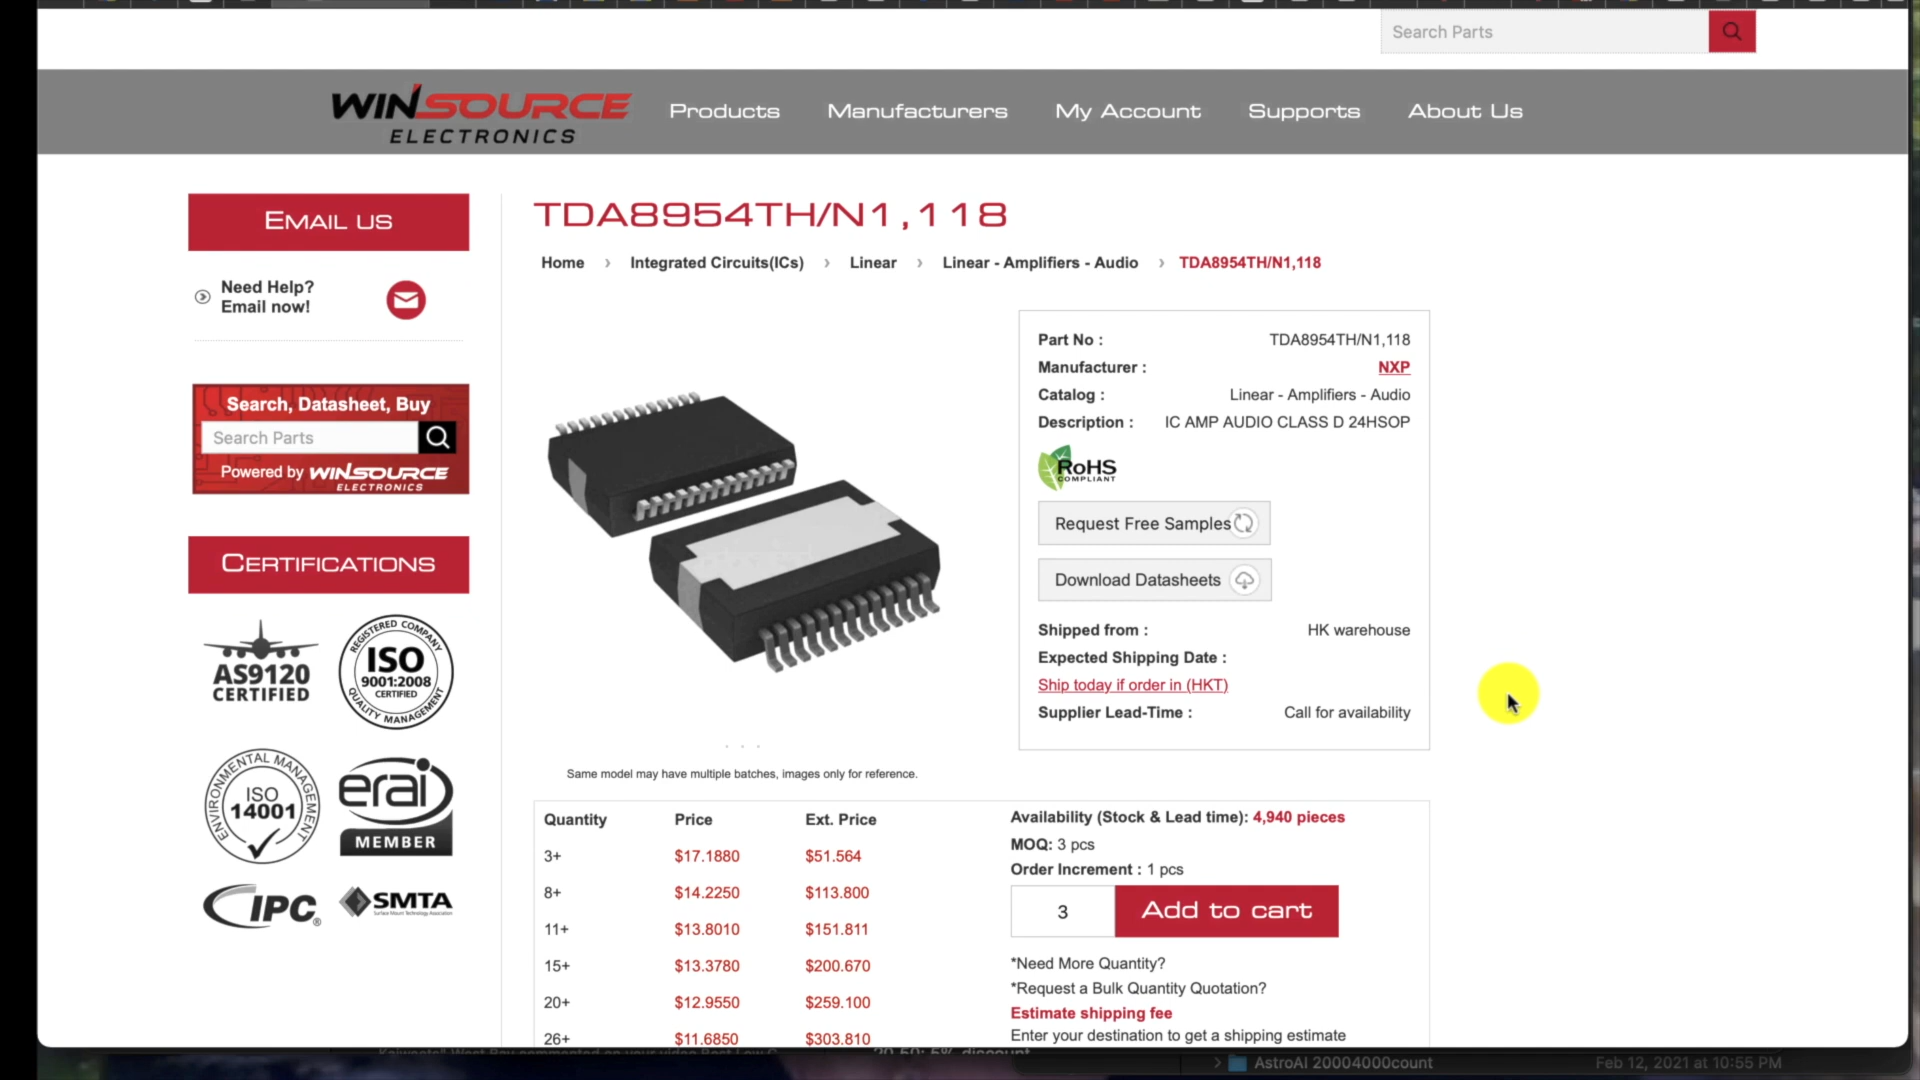 Search Parts
WIN SOURCE
ELECTRONICS
Products
Manufacturers
My Account
Supports
About Us
EMAIL US
Need Help?
Email now!
Search, Datasheet, Buy
Search Parts
Powered by WIN SOURCE
ELECTRONICS
CERTIFICATIONS
AS9120
CERTIFIED
REGISTERED COMPANY
ISO
9001:2008
CERTIFIED
QUALITY MANAGEMENT
ENVIRONMENTAL MANAGEMENT
ISO
14001
erai
MEMBER
IPC®
SMTA
Surface Mount Technology Association
TDA8954TH/N1,118
Home › Integrated Circuits(ICs) › Linear › Linear - Amplifiers - Audio › TDA8954TH/N1,118
Same model may have multiple batches, images only for reference.
Part No : TDA8954TH/N1,118
Manufacturer : NXP
Catalog : Linear - Amplifiers - Audio
Description : IC AMP AUDIO CLASS D 24HSOP
RoHS
COMPLIANT
Request Free Samples
Download Datasheets
Shipped from : HK warehouse
Expected Shipping Date :
Ship today if order in (HKT)
Supplier Lead-Time : Call for availability
Quantity Price Ext. Price
3+ $17.1880 $51.564
8+ $14.2250 $113.800
11+ $13.8010 $151.811
15+ $13.3780 $200.670
20+ $12.9550 $259.100
26+ $11.6850 $303.810
Availability (Stock & Lead time): 4,940 pieces
MOQ: 3 pcs
Order Increment : 1 pcs
3
Add to cart
*Need More Quantity?
*Request a Bulk Quantity Quotation?
Estimate shipping fee
Enter your destination to get a shipping estimate
AstroAI 20004000count
Feb 12, 2021 at 10:55 PM